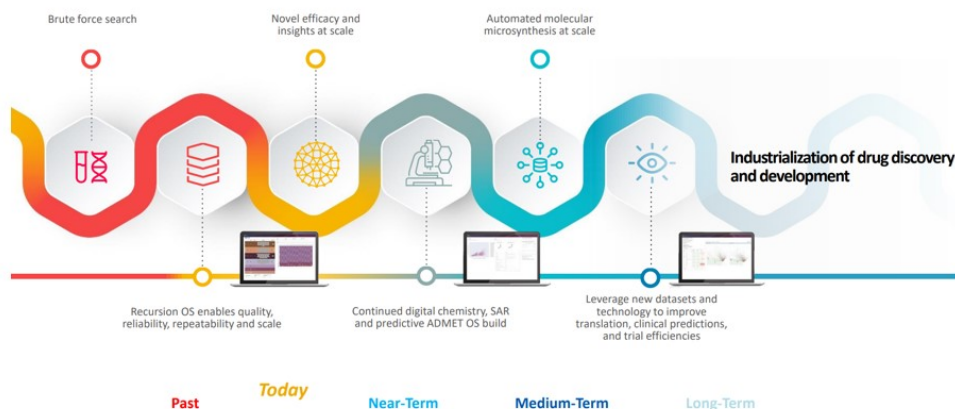 Brute force search
Novel efficacy and
insights at scale
Automated molecular
microsynthesis at scale
Industrialization of drug discovery
and development
Recursion OS enables quality,
reliability, repeatability and scale
Continued digital chemistry, SAR
and predictive ADMET OS build
Leverage new datasets and
technology to improve
translation, clinical predictions,
and trial efficiencies
Past
Today
Near-Term
Medium-Term
Long-Term